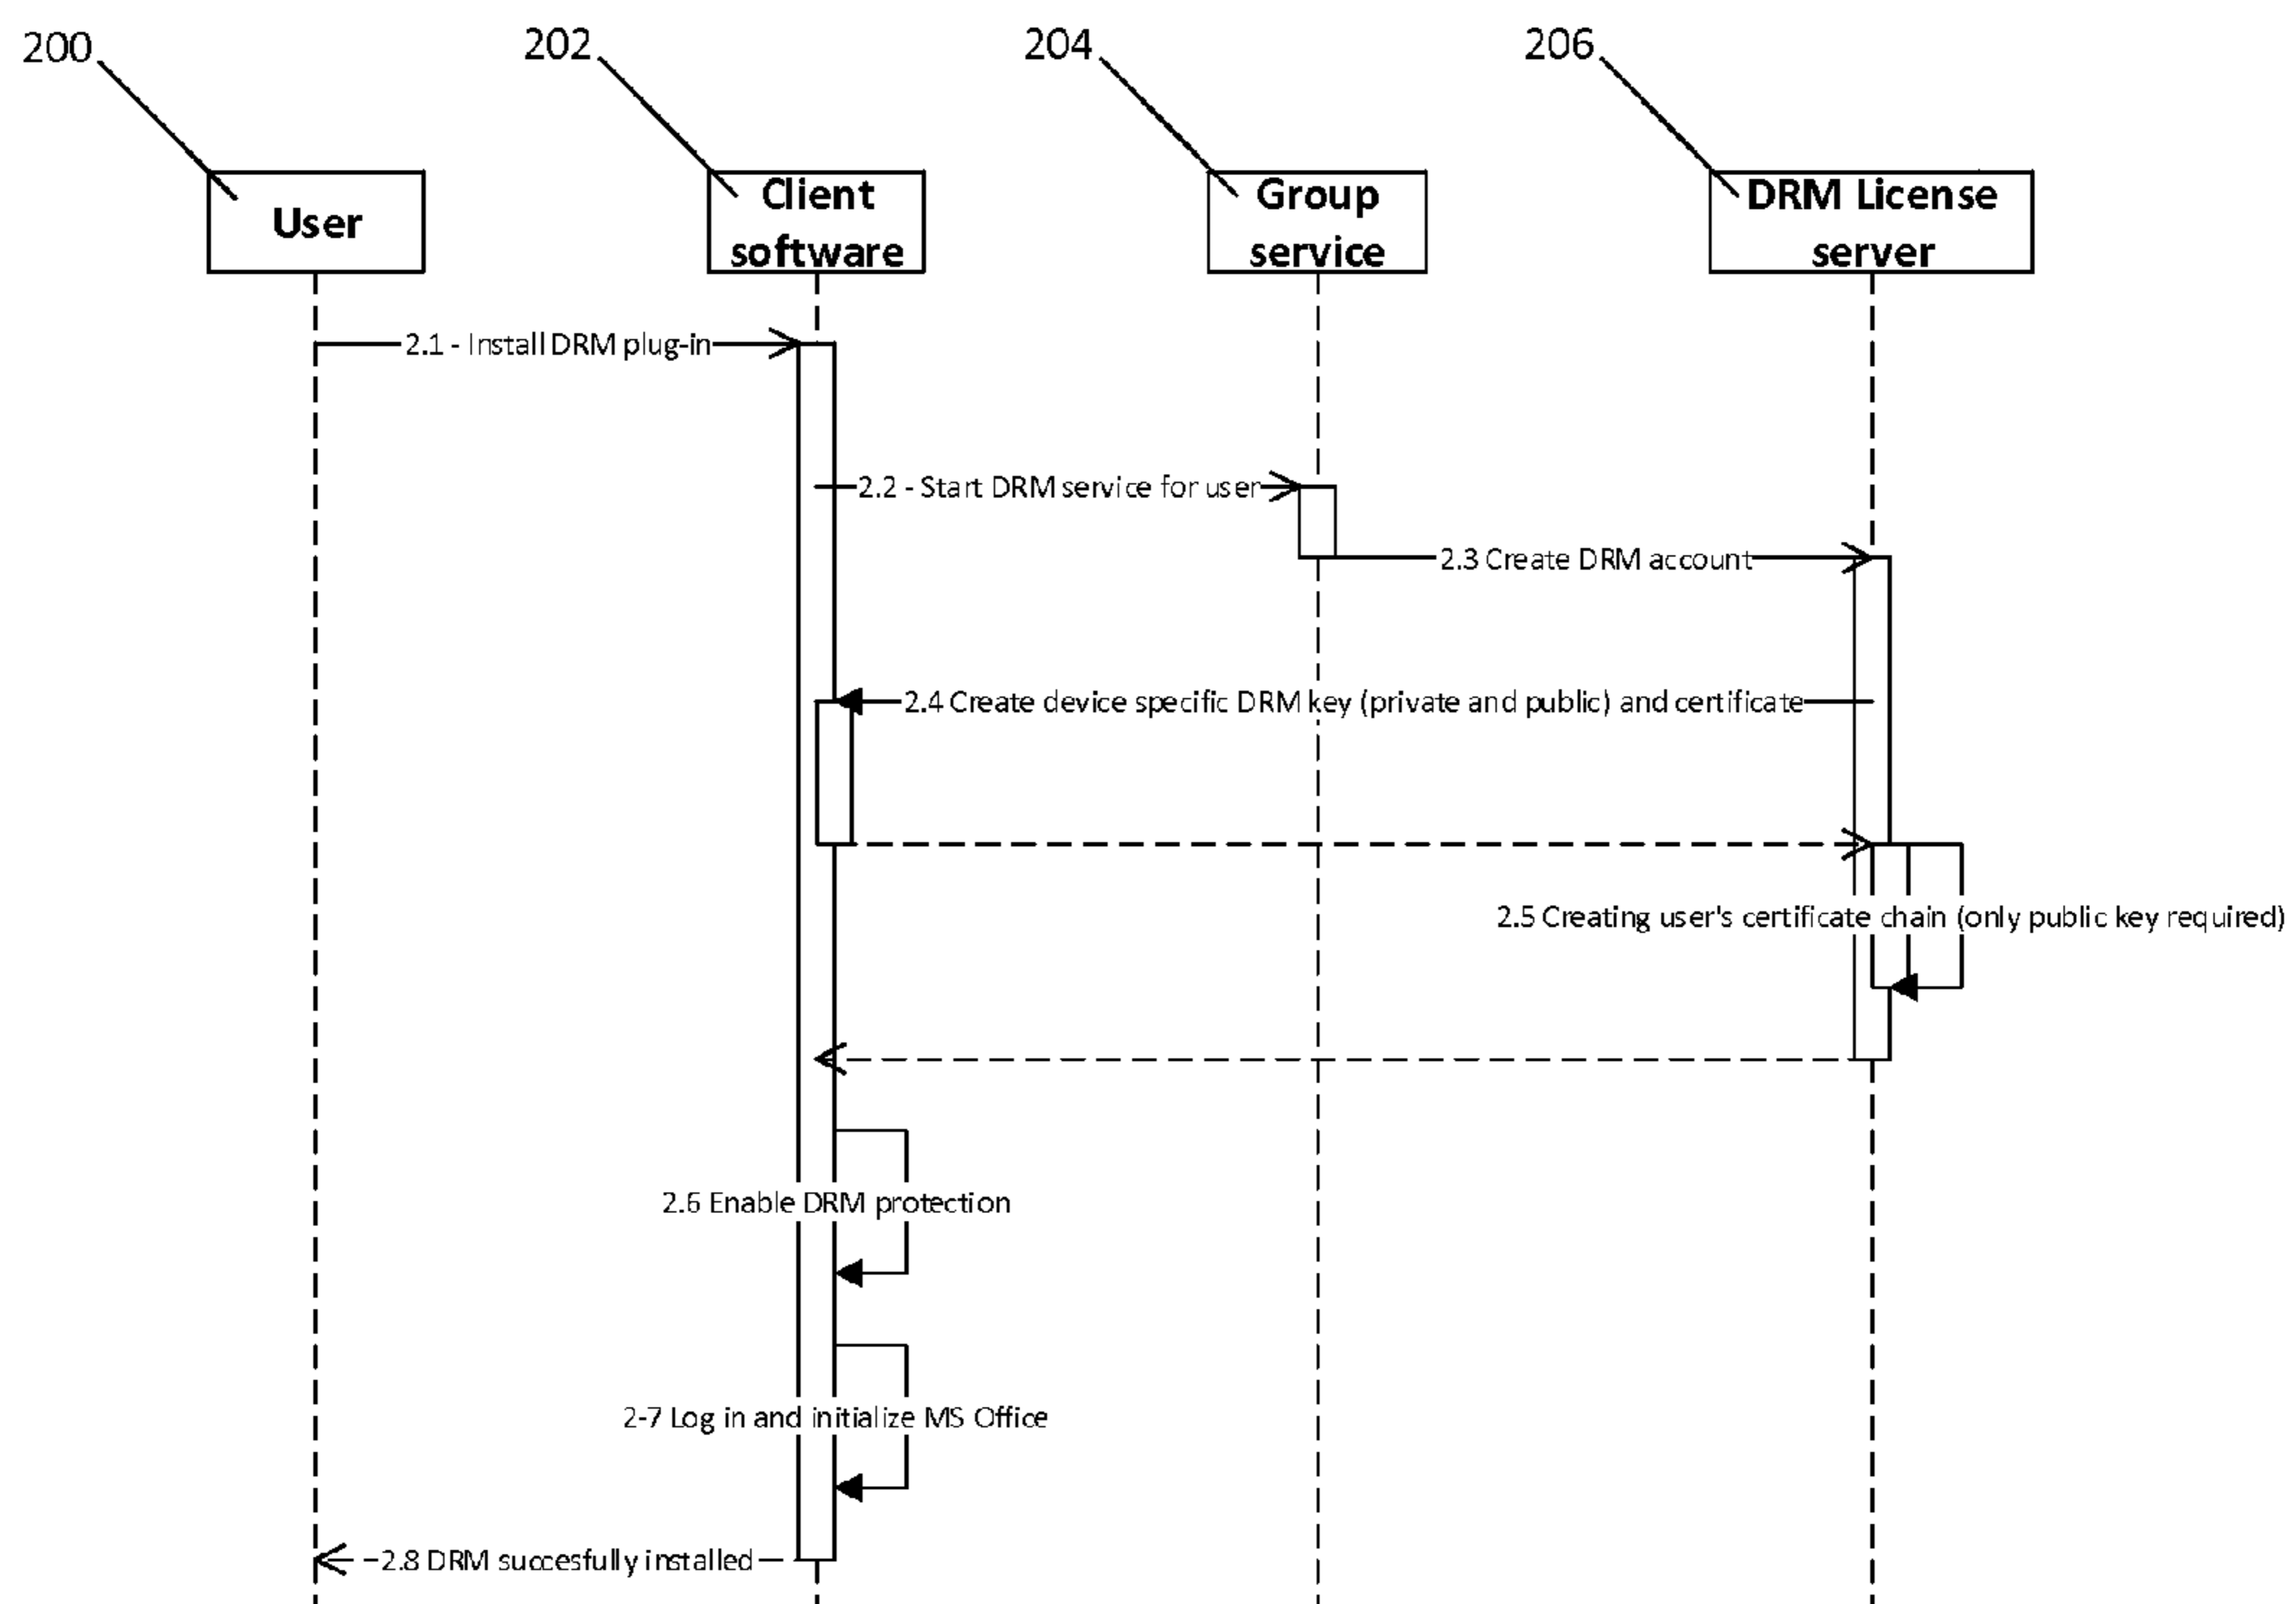 200
202
204
206
User
Client
software
Group
service
DRM License
server
2.1 - Install DRM plug-in
2.2 - Start DRM service for user
2.3 Create DRM account
2.4 Create device specific DRM key (private and public) and certificate
2.5 Creating user's certificate chain (only public key required)
2.6 Enable DRM protection
2-7 Log in and initialize MS Office
2.8 DRM succesfully installed